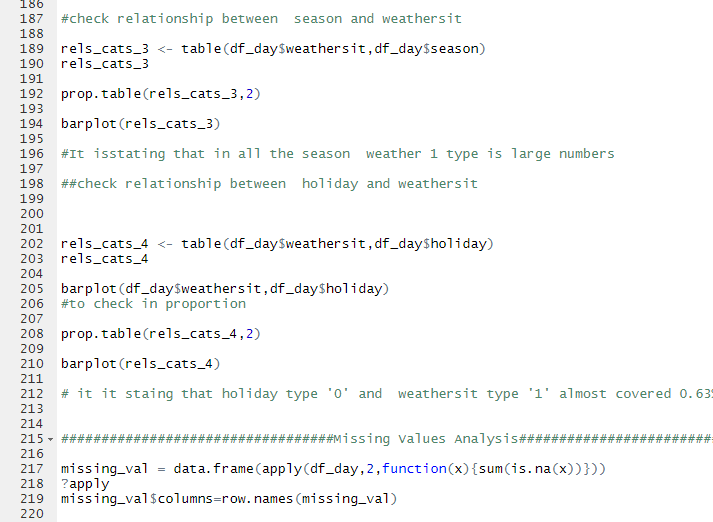 186
187 #check relationship between  season and weathersit
188
189 rels_cats_3 <- table(df_day$weathersit,df_day$season)
190 rels_cats_3
191
192 prop.table(rels_cats_3,2)
193
194 barplot(rels_cats_3)
195
196 #It isstating that in all the season  weather 1 type is large numbers
197
198 ##check relationship between  holiday and weathersit
199
200
201
202 rels_cats_4 <- table(df_day$weathersit,df_day$holiday)
203 rels_cats_4
204
205 barplot(df_day$weathersit,df_day$holiday)
206 #to check in proportion
207
208 prop.table(rels_cats_4,2)
209
210 barplot(rels_cats_4)
211
212 # it it staing that holiday type '0' and  weathersit type '1' almost covered 0.63%
213
214
215 ##################################Missing Values Analysis########################
216
217 missing_val = data.frame(apply(df_day,2,function(x){sum(is.na(x))}))
218 ?apply
219 missing_val$columns=row.names(missing_val)
220